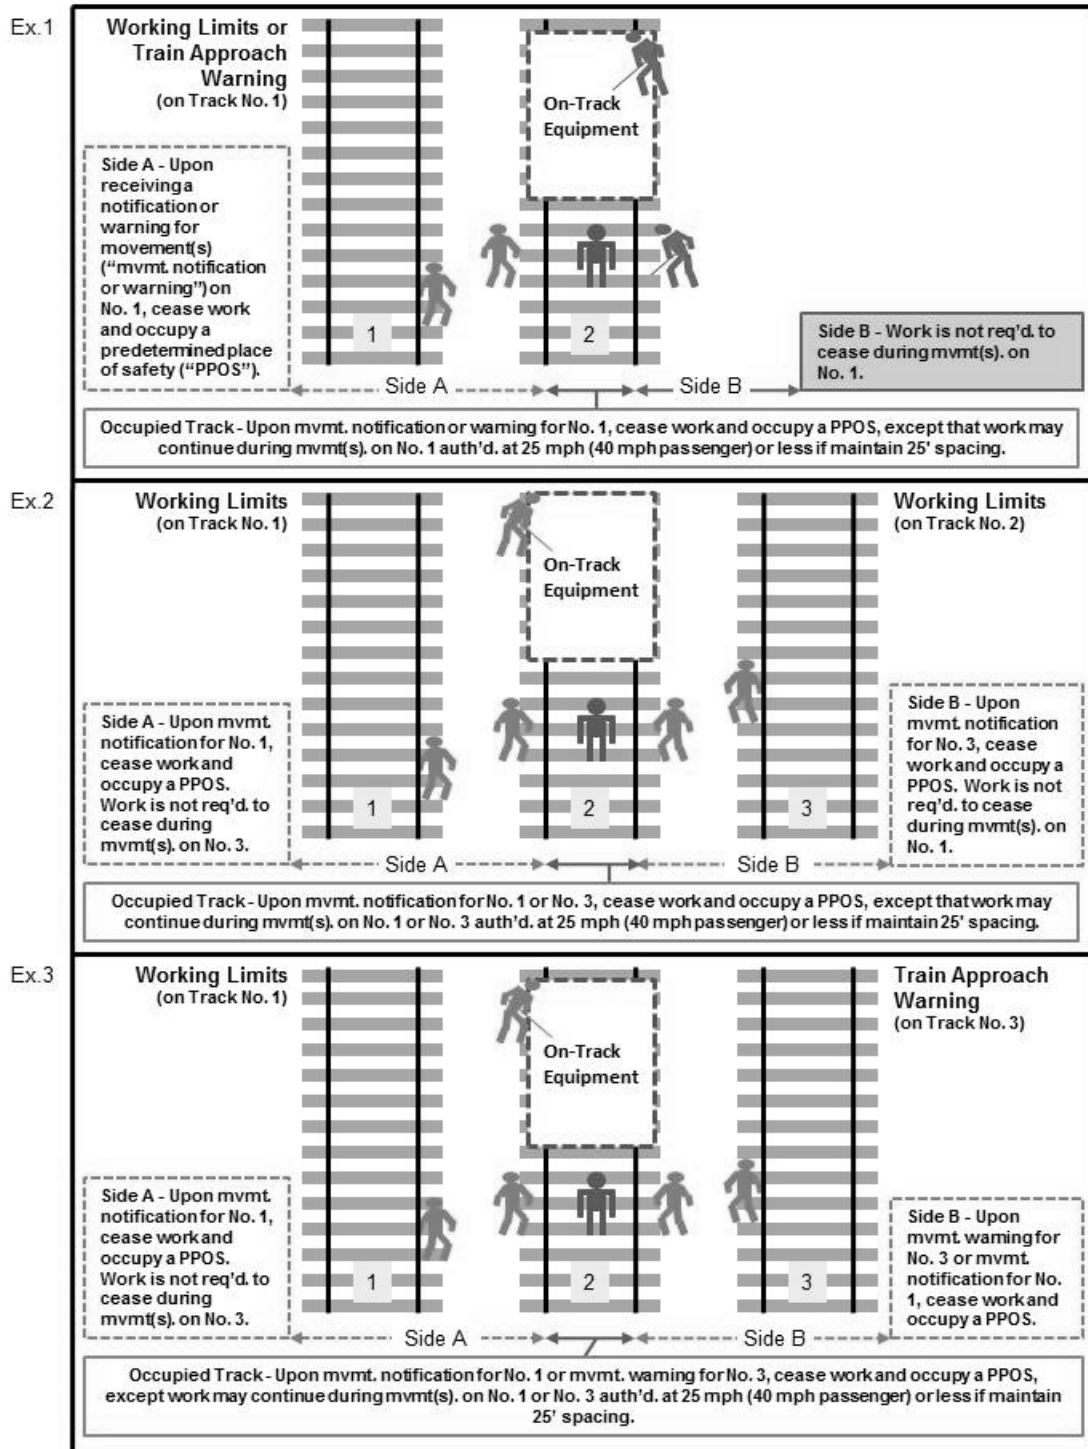 Ex.1
Working Limits or
Train Approach
Warning
(on Track No. 1)
On-Track
Equipment
Side A - Upon
receiving a
notification or
warning for
movement(s)
(“mvmt. notification
or warning”) on
No. 1, cease work
and occupy a
predetermined place
of safety (“PPOS”).
1
2
Side B - Work is not req’d. to
cease during mvmt(s). on
No. 1.
Side A
Side B
Occupied Track - Upon mvmt. notification or warning for No. 1, cease work and occupy a PPOS, except that work may
continue during mvmt(s). on No. 1 auth’d. at 25 mph (40 mph passenger) or less if maintain 25’ spacing.
Ex.2
Working Limits
(on Track No. 1)
On-Track
Equipment
Working Limits
(on Track No. 2)
Side A - Upon mvmt.
notification for No. 1,
cease work and
occupy a PPOS.
Work is not req’d. to
cease during
mvmt(s). on No. 3.
1
2
3
Side B - Upon
mvmt. notification
for No. 3, cease
work and occupy a
PPOS. Work is not
req’d. to cease
during mvmt(s). on
No. 1.
Side A
Side B
Occupied Track - Upon mvmt. notification for No. 1 or No. 3, cease work and occupy a PPOS, except that work may
continue during mvmt(s). on No. 1 or No. 3 auth’d. at 25 mph (40 mph passenger) or less if maintain 25’ spacing.
Ex.3
Working Limits
(on Track No. 1)
On-Track
Equipment
Train Approach
Warning
(on Track No. 3)
Side A - Upon mvmt.
notification for No. 1,
cease work and
occupy a PPOS.
Work is not req’d. to
cease during
mvmt(s). on No. 3.
1
2
3
Side B - Upon
mvmt. warning for
No. 3 or mvmt.
notification for No.
1, cease work and
occupy a PPOS.
Side A
Side B
Occupied Track - Upon mvmt. notification for No. 1 or mvmt. warning for No. 3, cease work and occupy a PPOS,
except work may continue during mvmt(s). on No. 1 or No. 3 auth’d. at 25 mph (40 mph passenger) or less if maintain
25’ spacing.